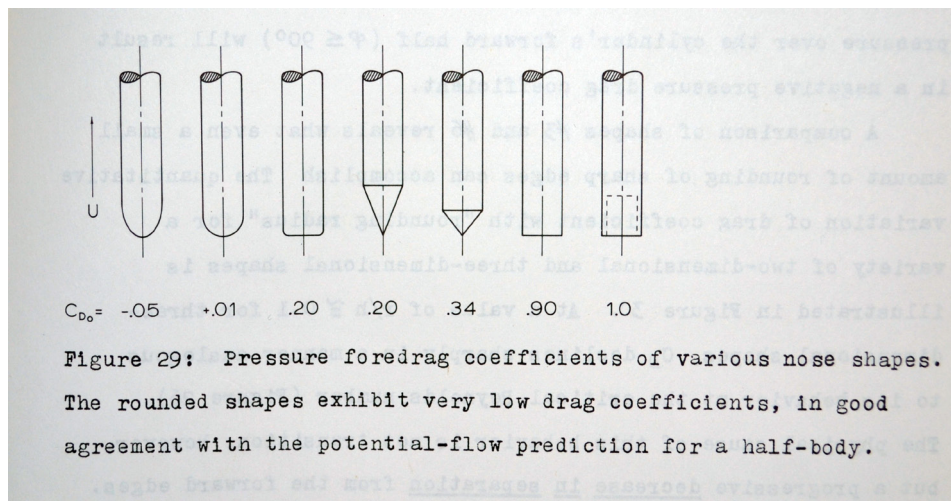 U
C_D₀= -.05 +.01 .20 .20 .34 .90 1.0
Figure 29: Pressure foredrag coefficients of various nose shapes.
The rounded shapes exhibit very low drag coefficients, in good
agreement with the potential-flow prediction for a half-body.